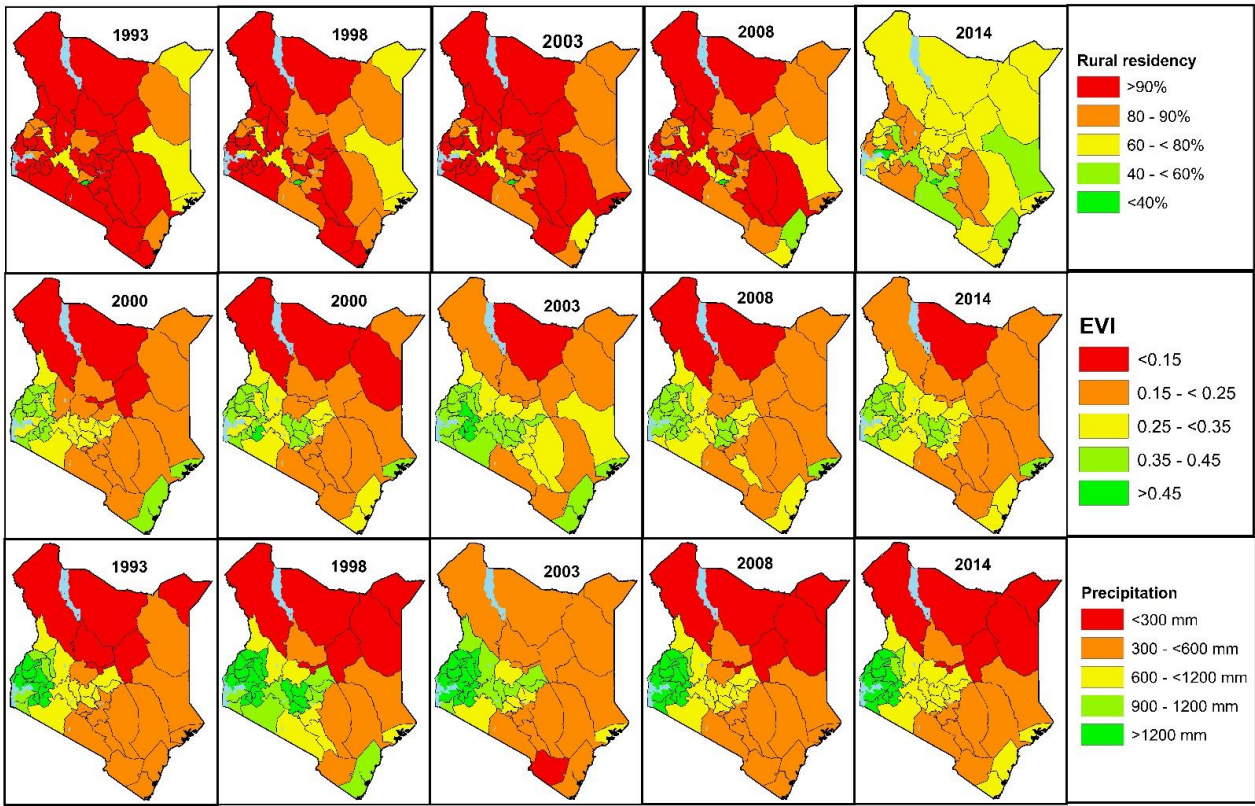 1993
1998
2003
2008
2014
Rural residency
>90%
80 - 90%
60 - < 80%
40 - < 60%
<40%
2000
2000
2003
2008
2014
EVI
<0.15
0.15 - < 0.25
0.25 - <0.35
0.35 - 0.45
>0.45
1993
1998
2003
2008
2014
Precipitation
<300 mm
300 - <600 mm
600 - <1200 mm
900 - 1200 mm
>1200 mm